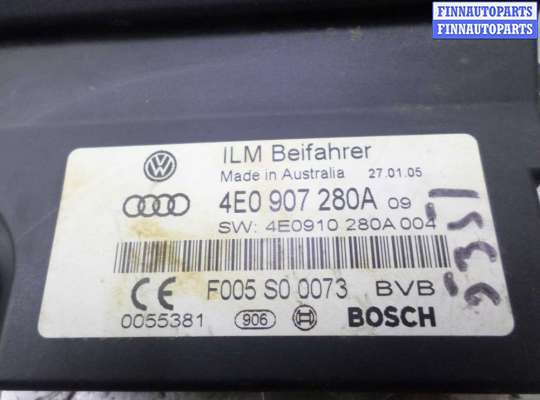 FINNAUTOPARTS
FINNAUTOPARTS
ILM Beifahrer
Made in Australia 27.01.05
4E0 907 280A 09
SW: 4E0910 280A 004
CE F005 S0 0073 BVB
0055381 906 BOSCH